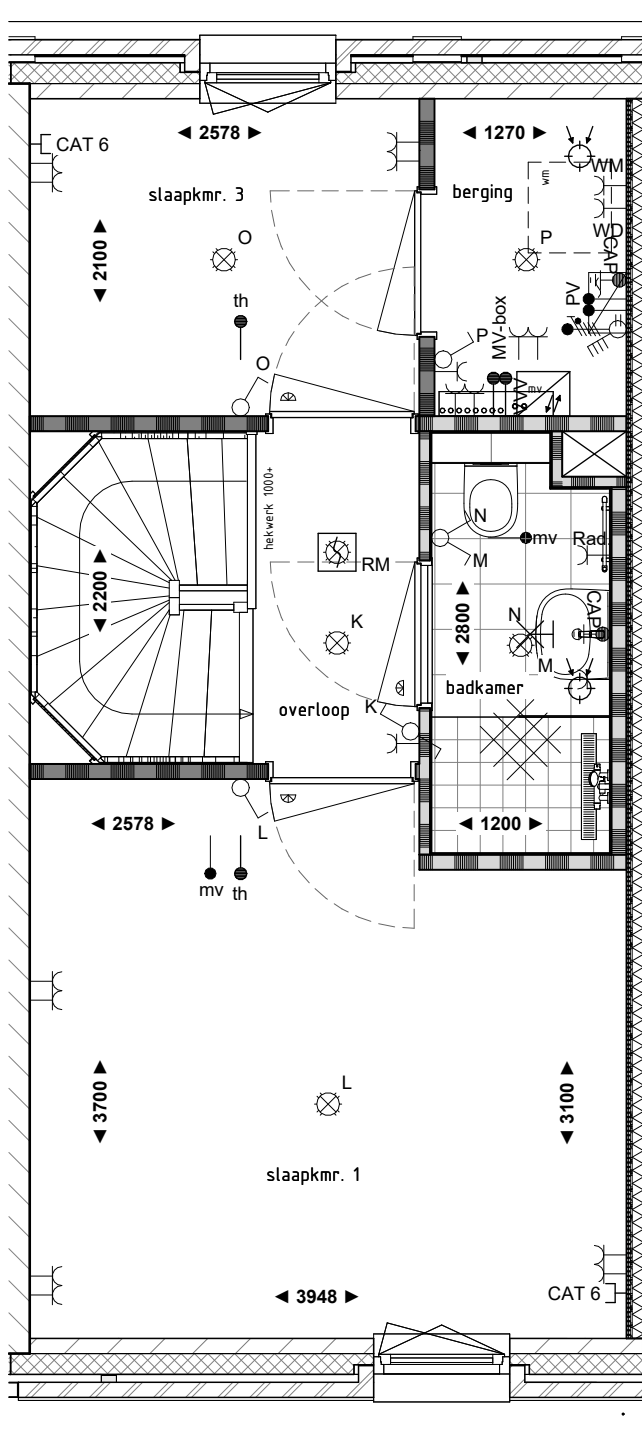 ◄ 2578 ►
◄ 1270 ►
CAT 6
WM
slaapkmr. 3
berging
wm
WD
◄ 2100 ►
O
P
CAP
th
PV
MV-box
P
O
mv
hekwerk 1000+
N
mv
Rad.
M
RM
◄ 2200 ►
◄ 2800 ►
CAP
K
N
M
badkamer
overloop
K
◄ 2578 ►
L
◄ 1200 ►
mv
th
◄ 3700 ►
◄ 3100 ►
L
slaapkmr. 1
◄ 3948 ►
CAT 6